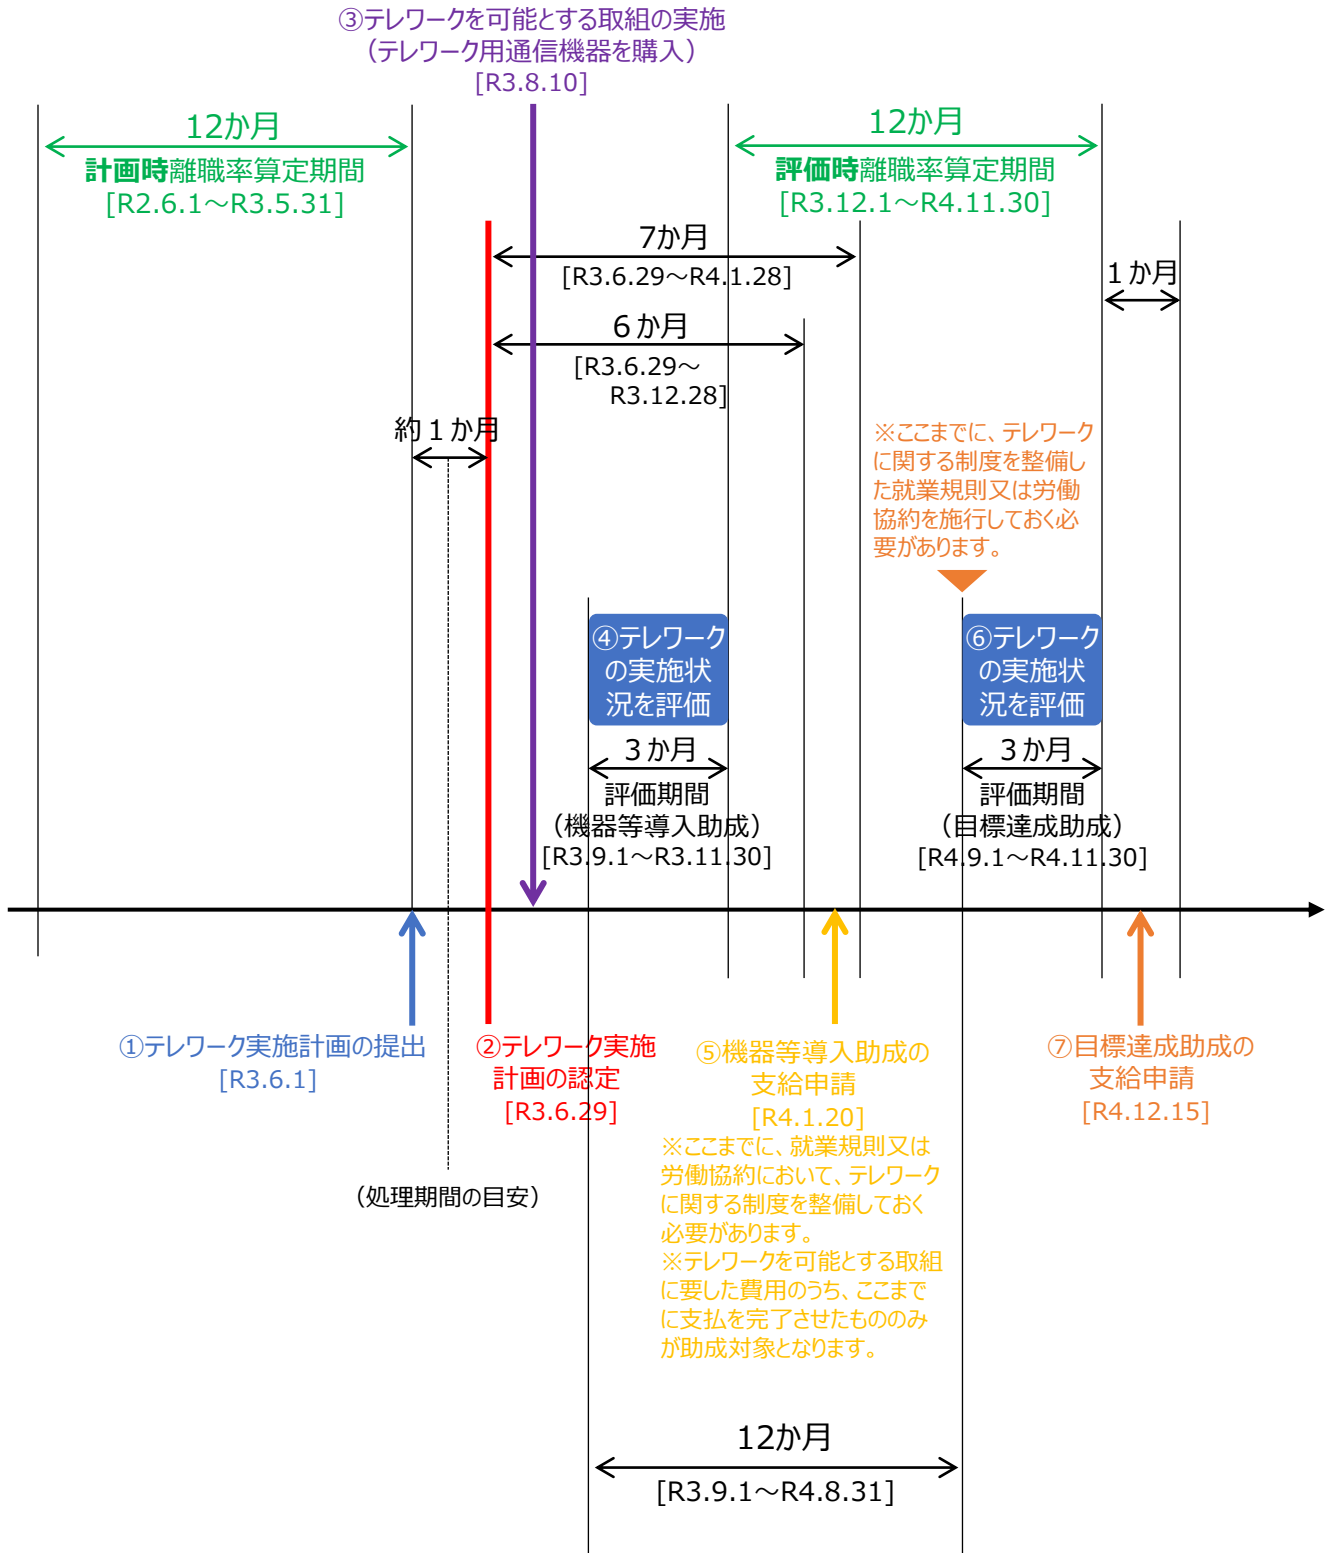 ③テレワークを可能とする取組の実施
（テレワーク用通信機器を購入）
[R3.8.10]
12か月
計画時離職率算定期間
[R2.6.1～R3.5.31]
12か月
評価時離職率算定期間
[R3.12.1～R4.11.30]
7か月
[R3.6.29～R4.1.28]
１か月
６か月
[R3.6.29～
R3.12.28]
約１か月
※ここまでに、テレワーク
に関する制度を整備し
た就業規則又は労働
協約を施行しておく必
要があります。
④テレワーク
の実施状
況を評価
３か月
評価期間
（機器等導入助成）
[R3.9.1～R3.11.30]
⑥テレワーク
の実施状
況を評価
３か月
評価期間
（目標達成助成）
[R4.9.1～R4.11.30]
①テレワーク実施計画の提出
[R3.6.1]
②テレワーク実施
計画の認定
[R3.6.29]
⑤機器等導入助成の
支給申請
[R4.1.20]
※ここまでに、就業規則又は
労働協約において、テレワーク
に関する制度を整備しておく
必要があります。
※テレワークを可能とする取組
に要した費用のうち、ここまで
に支払を完了させたもののみ
が助成対象となります。
⑦目標達成助成の
支給申請
[R4.12.15]
（処理期間の目安）
12か月
[R3.9.1～R4.8.31]